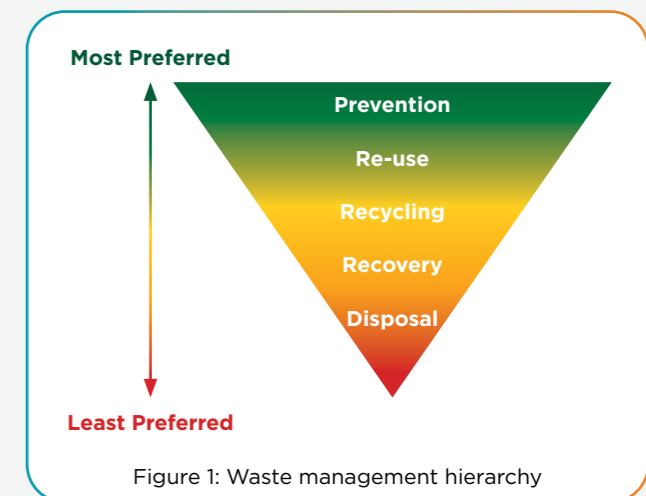 Most Preferred
Prevention
Re-use
Recycling
Recovery
Disposal
Least Preferred
Figure 1: Waste management hierarchy